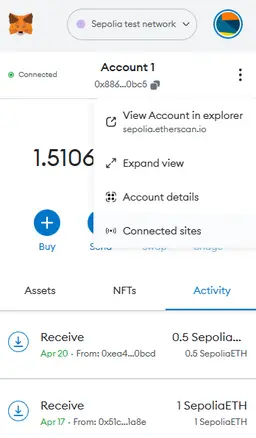 Sepolia test network
Connected
Account 1
0x886...0bc5
View Account in explorer
sepolia.etherscan.io
1.5106
Expand view
Account details
Connected sites
Buy
Send
Swap
Bridge
Assets
NFTs
Activity
Receive
0.5 Sepolia...
Apr 20 · From: 0xea4...0bcd
0.5 SepoliaETH
Receive
1 SepoliaETH
Apr 17 · From: 0x51c...1a8e
1 SepoliaETH